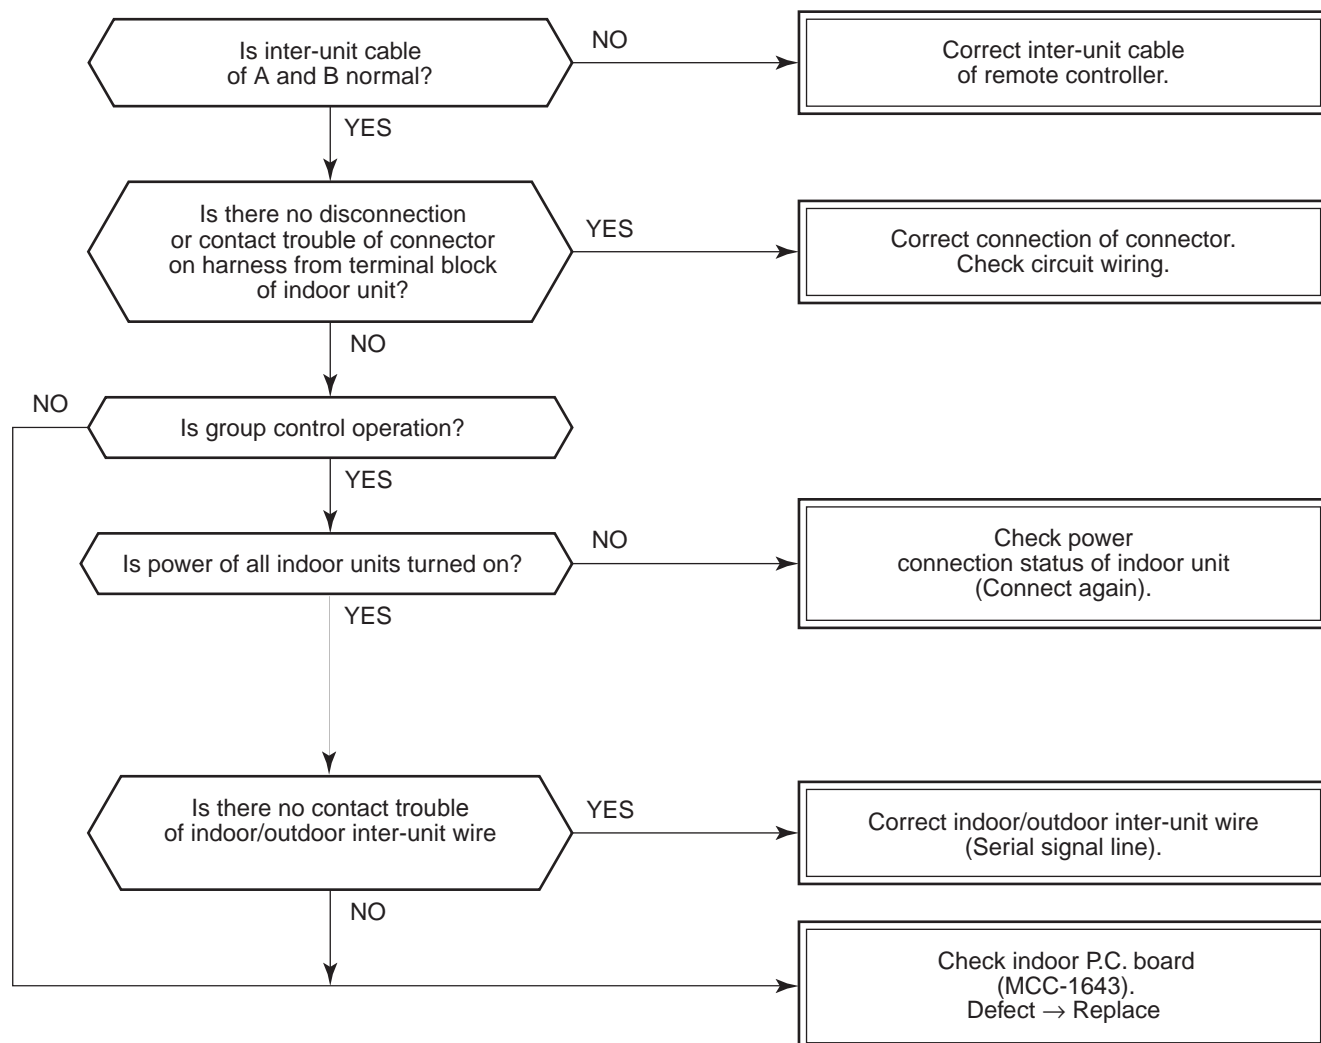 Is inter-unit cable
of A and B normal?
NO
Correct inter-unit cable
of remote controller.
YES
Is there no disconnection
or contact trouble of connector
on harness from terminal block
of indoor unit?
YES
Correct connection of connector.
Check circuit wiring.
NO
NO
Is group control operation?
YES
Is power of all indoor units turned on?
NO
Check power
connection status of indoor unit
(Connect again).
YES
Is there no contact trouble
of indoor/outdoor inter-unit wire
YES
Correct indoor/outdoor inter-unit wire
(Serial signal line).
NO
Check indoor P.C. board
(MCC-1643).
Defect → Replace